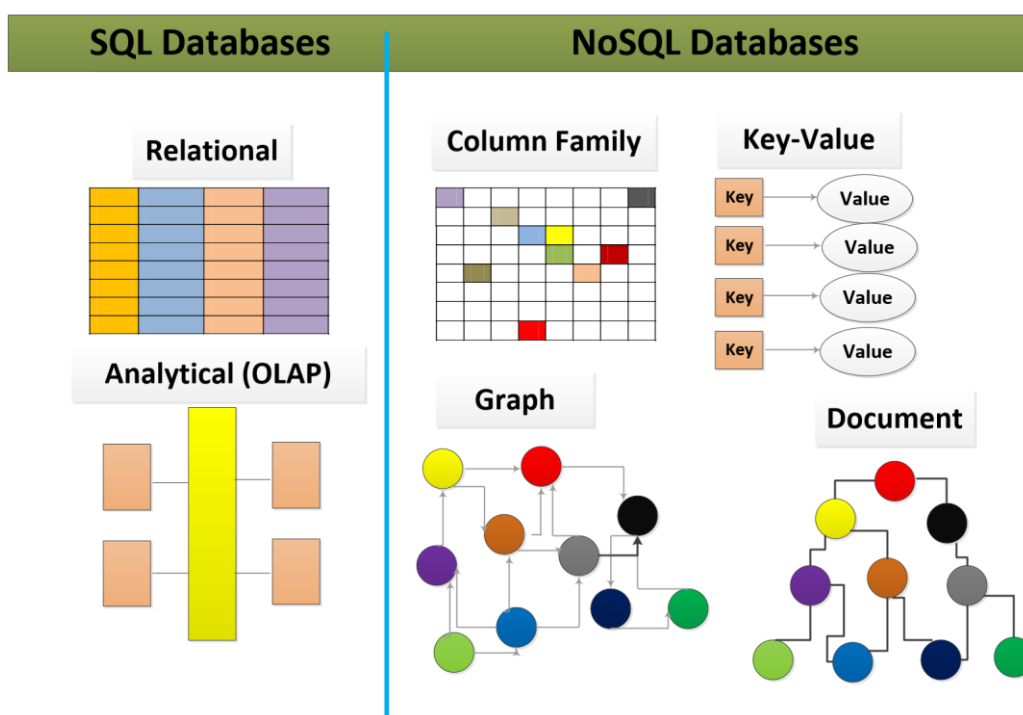 SQL Databases
NoSQL Databases
Relational
Analytical (OLAP)
Column Family
Key-Value
Key
Value
Key
Value
Key
Value
Key
Value
Graph
Document